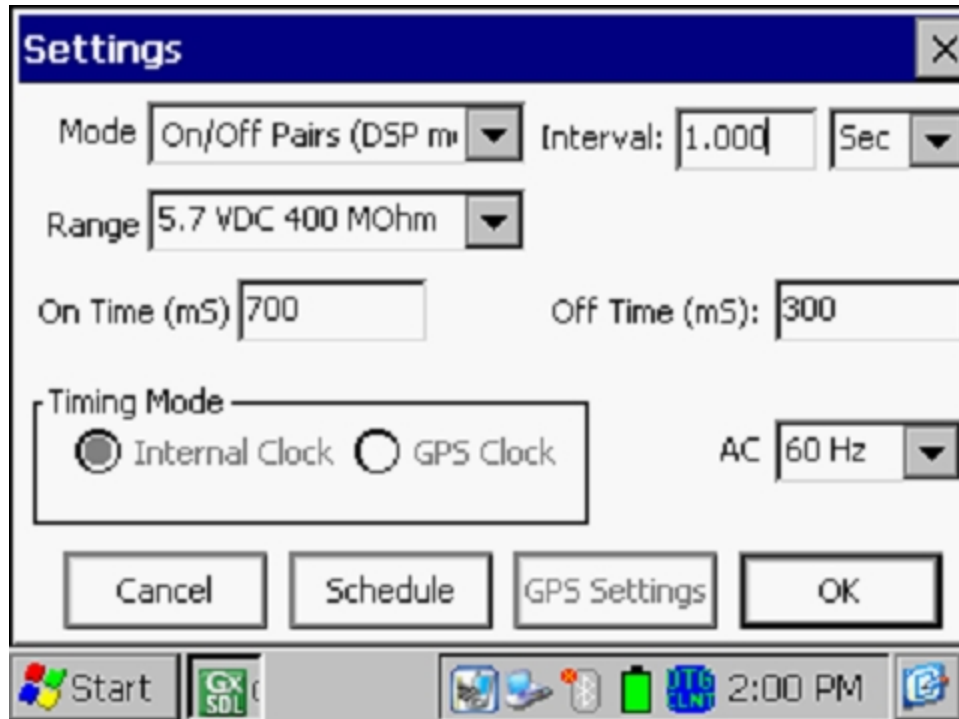 Settings
Mode On/Off Pairs (DSP m Interval: 1.000 Sec
Range 5.7 VDC 400 MOhm
On Time (mS) 700 Off Time (mS): 300
Timing Mode
Internal Clock GPS Clock
AC 60 Hz
Cancel Schedule GPS Settings OK
Start GX SDL DTG CLNT 2:00 PM